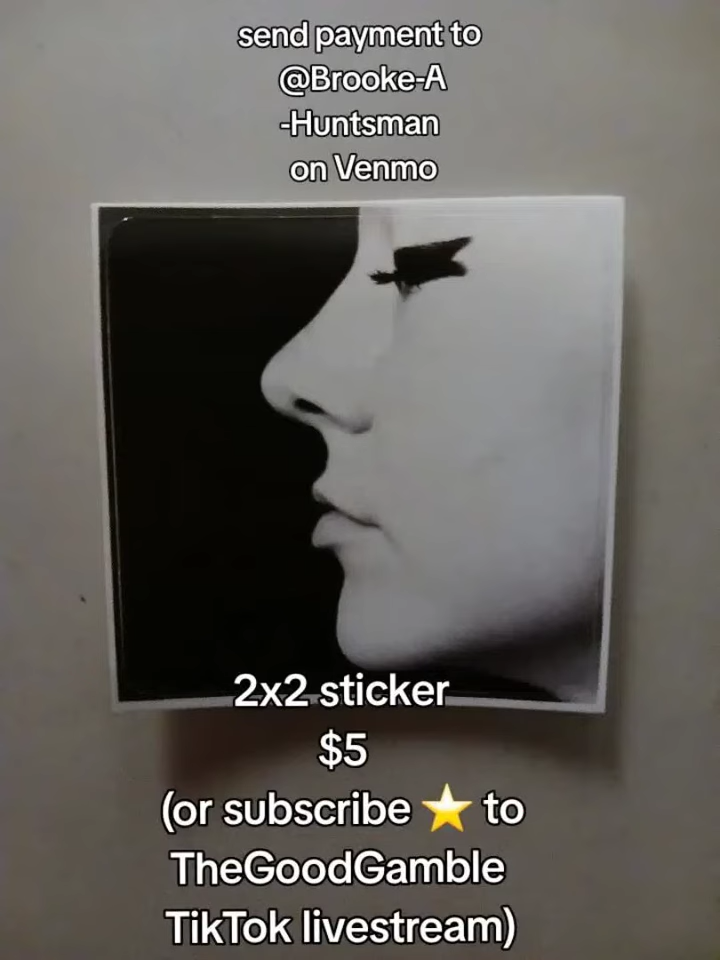 send payment to
@Brooke-A
-Huntsman
on Venmo
2x2 sticker
$5
(or subscribe ⭐ to
TheGoodGamble
TikTok livestream)